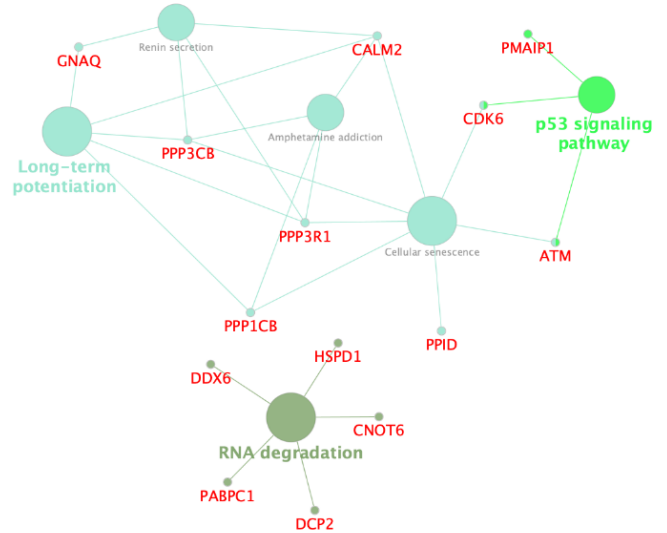 PMAIP1
Renin secretion
GNAQ
CALM2
CDK6
p53 signaling
pathway
Amphetamine addiction
PPP3CB
Long-term
potentiation
PPP3R1
Cellular senescence
ATM
PPP1CB
PPID
HSPD1
DDX6
CNOT6
RNA degradation
PABPC1
DCP2